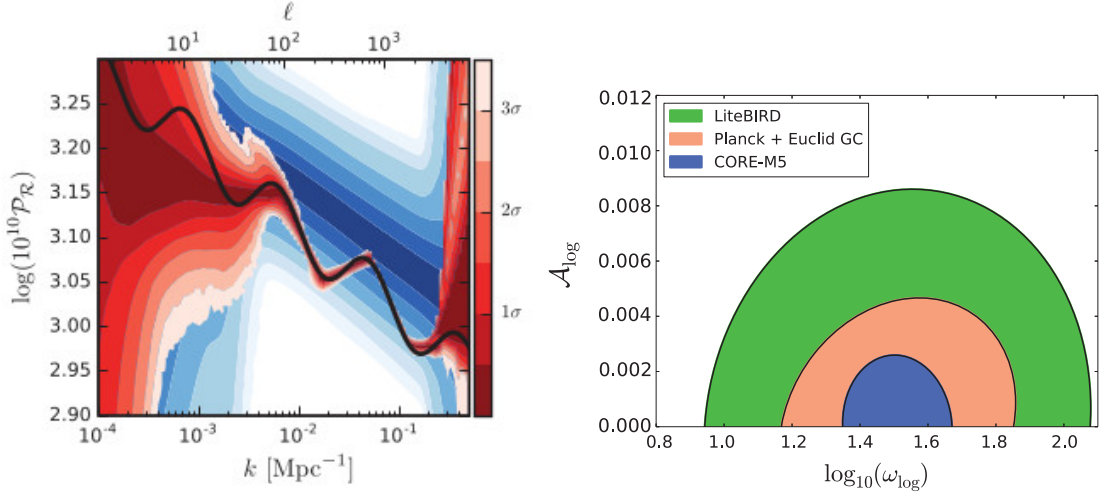 ℓ
10¹ 10² 10³
log(10¹⁰𝒫_ℛ)
3.25
3.20
3.15
3.10
3.05
3.00
2.95
2.90
10⁻⁴ 10⁻³ 10⁻² 10⁻¹
k [Mpc⁻¹]
3σ
2σ
1σ
𝒜_log
0.012
0.010
0.008
0.006
0.004
0.002
0.000
LiteBIRD
Planck + Euclid GC
CORE-M5
0.8 1.0 1.2 1.4 1.6 1.8 2.0
log₁₀(ω_log)